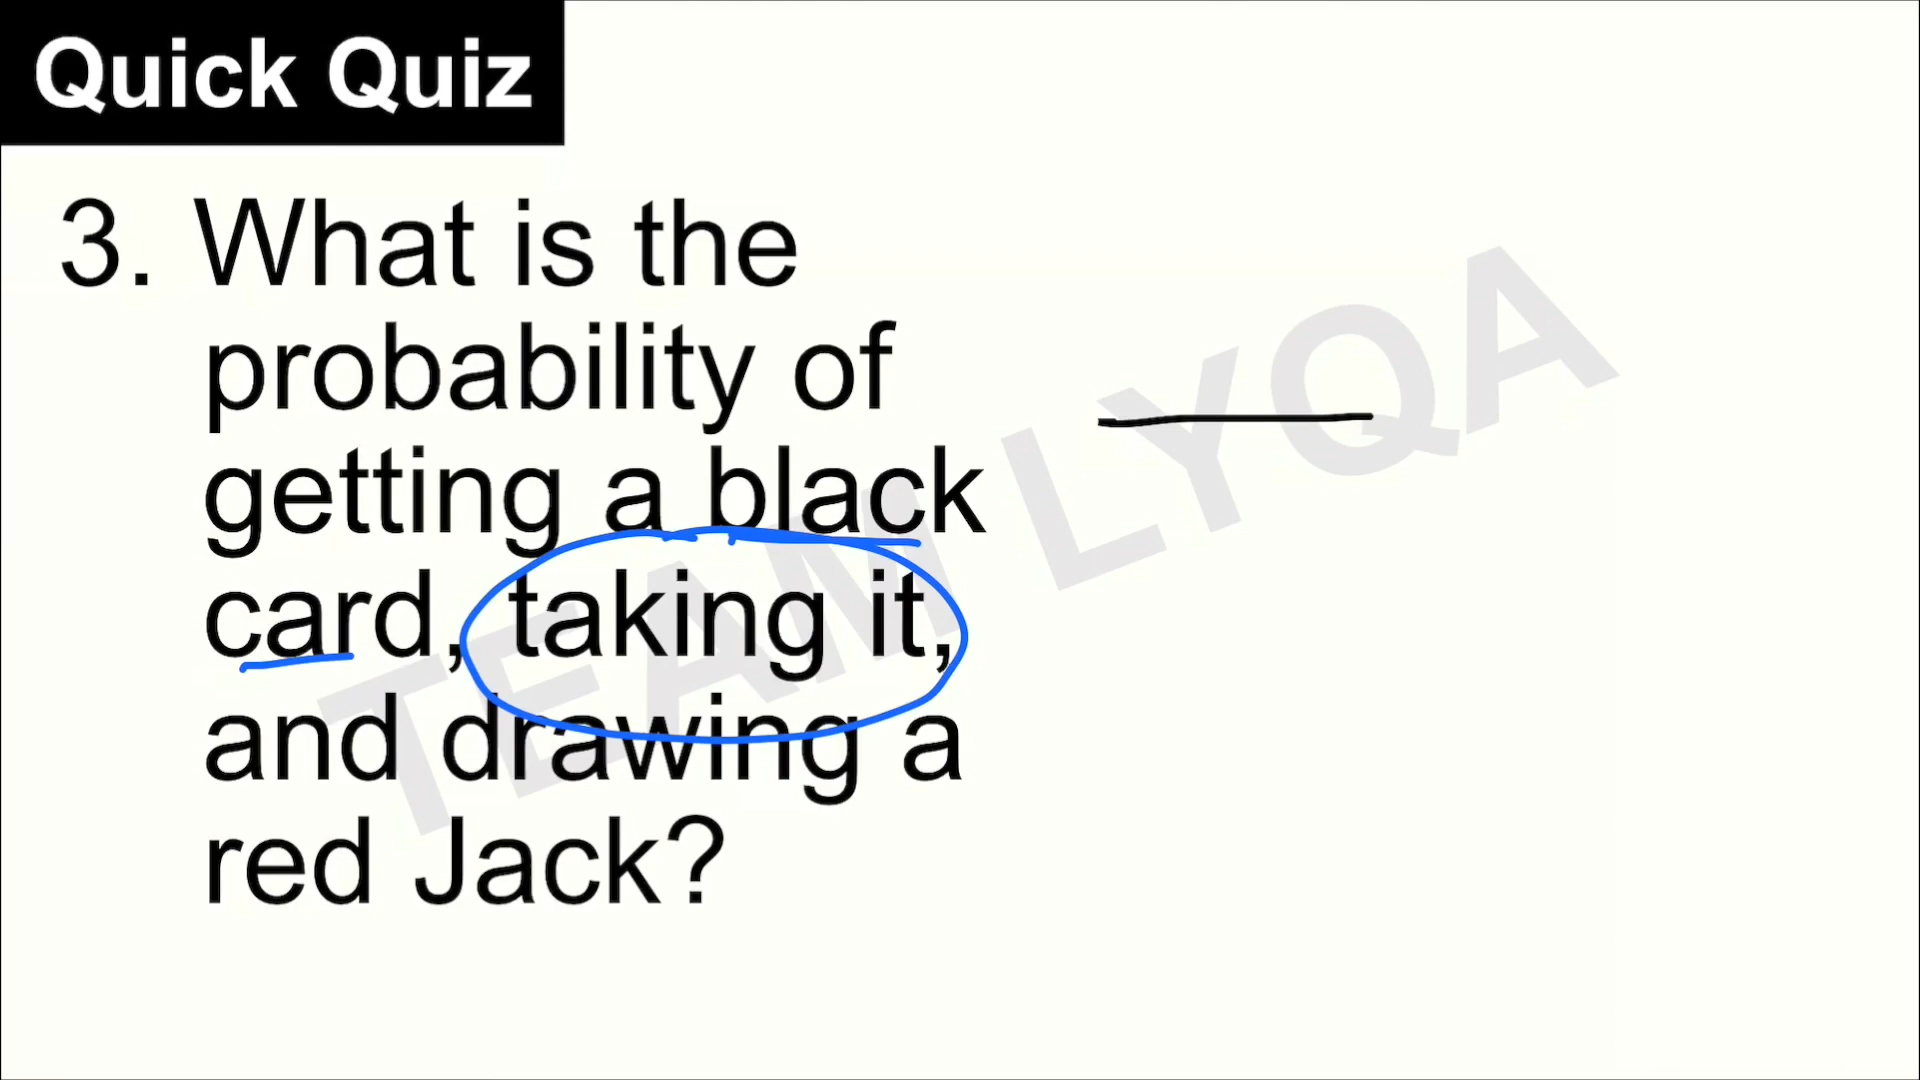 Quick Quiz
3. What is the
probability of
getting a black
card, taking it,
and drawing a
red Jack?
TEAM LYQA